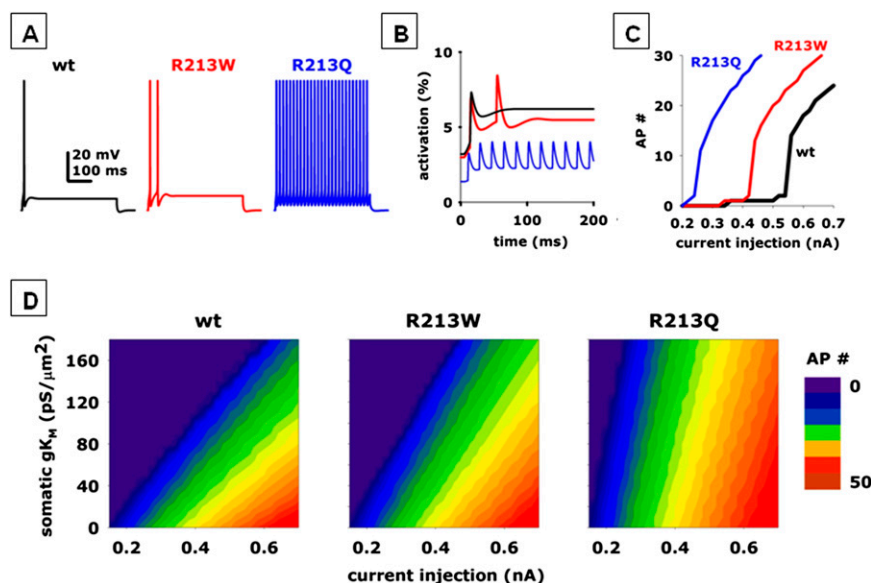 A
wt
R213W
R213Q
20 mV
100 ms
B
activation (%)
10
5
0
0
50
100
150
200
time (ms)
C
AP #
30
20
10
0
R213Q
R213W
wt
0.2 0.3 0.4 0.5 0.6 0.7
current injection (nA)
D
wt
R213W
R213Q
somatic gKM (pS/μm2)
160
120
80
40
0
0.2 0.4 0.6
0.2 0.4 0.6
0.2 0.4 0.6
current injection (nA)
AP #
0
50